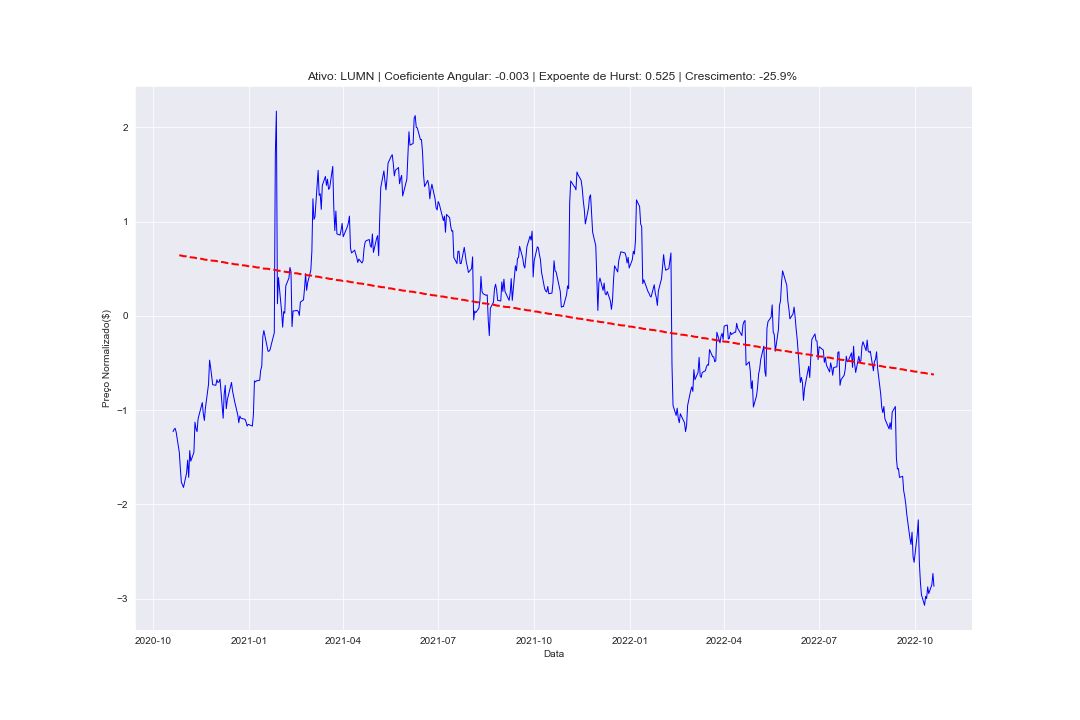 Ativo: LUMN | Coeficiente Angular: -0.003 | Expoente de Hurst: 0.525 | Crescimento: -25.9%
Preço Normalizado($)
2
1
0
−1
−2
−3
2020-10 2021-01 2021-04 2021-07 2021-10 2022-01 2022-04 2022-07 2022-10
Data